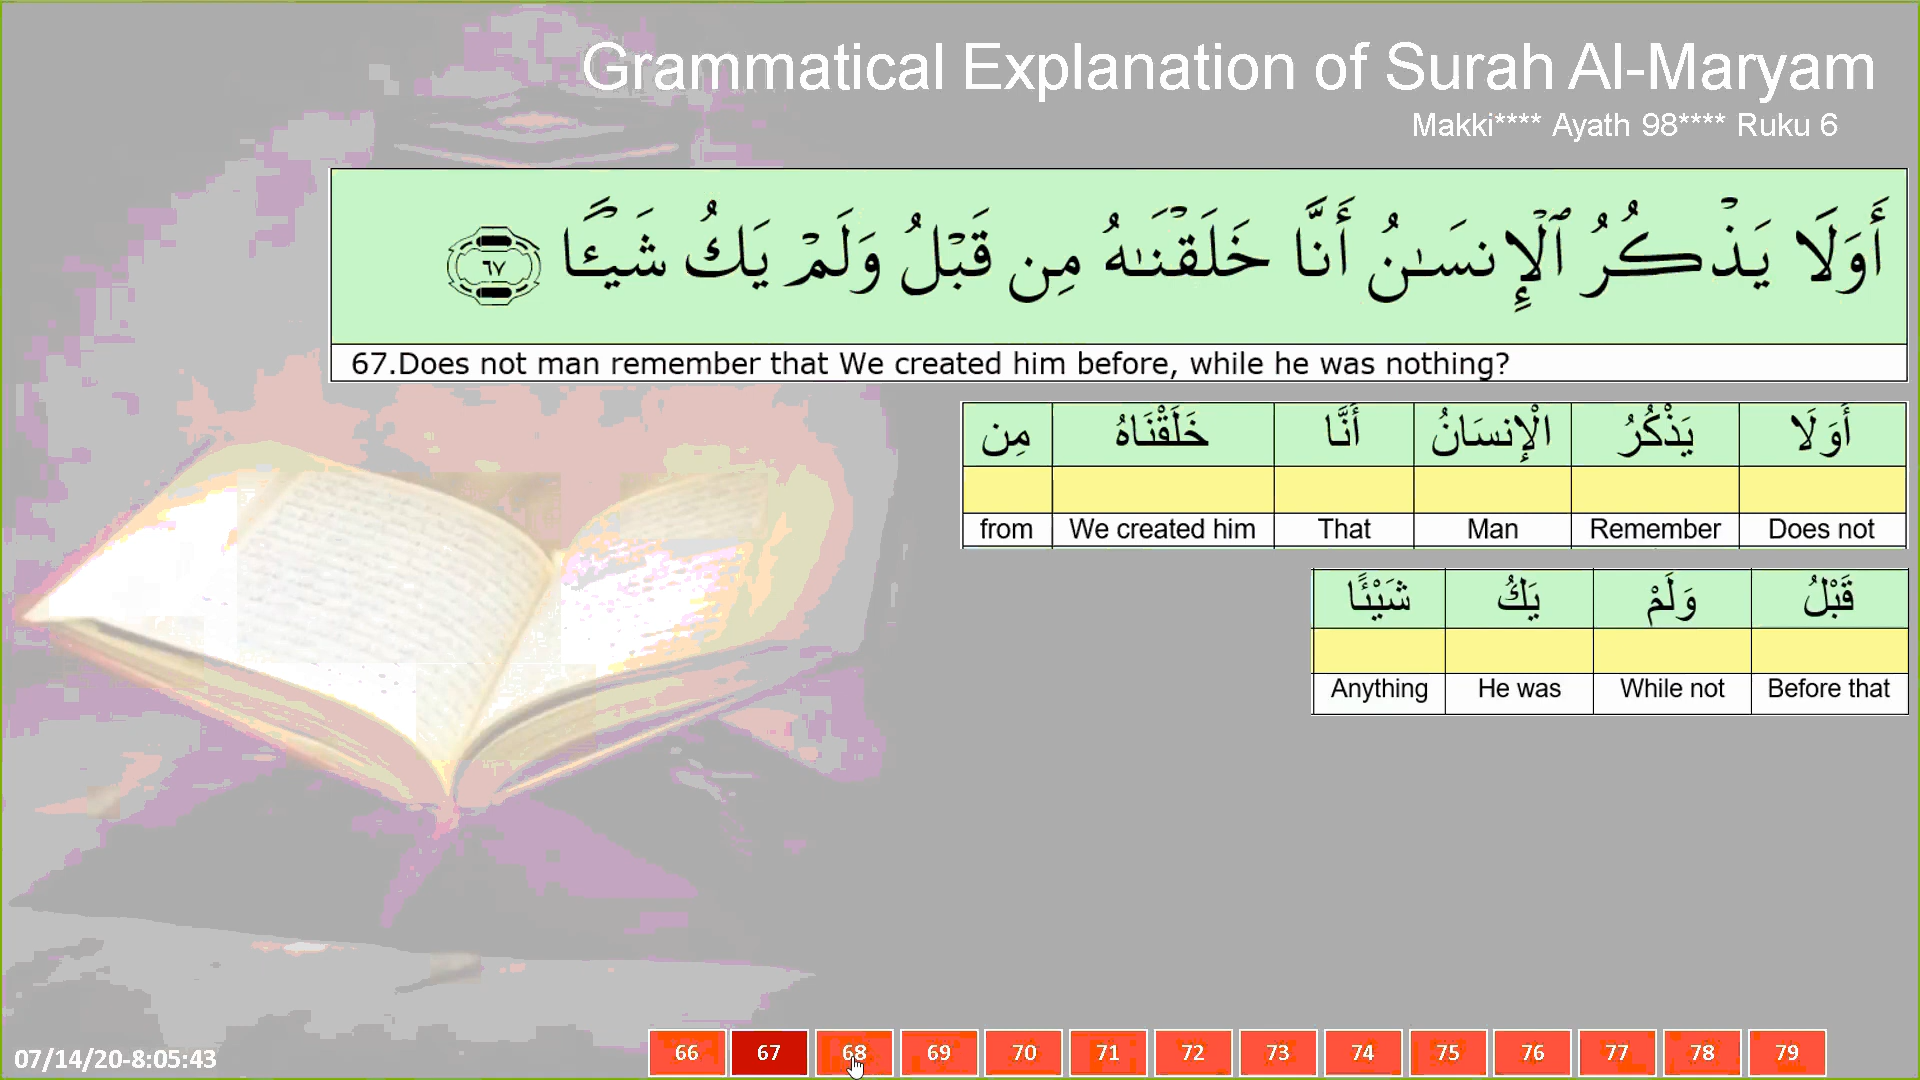 Grammatical Explanation of Surah Al-Maryam
Makki**** Ayath 98**** Ruku 6
أَوَلَا يَذْكُرُ ٱلْإِنسَـٰنُ أَنَّا خَلَقْنَـٰهُ مِن قَبْلُ وَلَمْ يَكُ شَيْـًٔا ٦٧
67.Does not man remember that We created him before, while he was nothing?
أَوَلَا يَذْكُرُ الْإِنسَانُ أَنَّا خَلَقْنَاهُ مِن
from We created him That Man Remember Does not
قَبْلُ وَلَمْ يَكُ شَيْئًا
Anything He was While not Before that
66 67 68 69 70 71 72 73 74 75 76 77 78 79
07/14/20-8:05:43